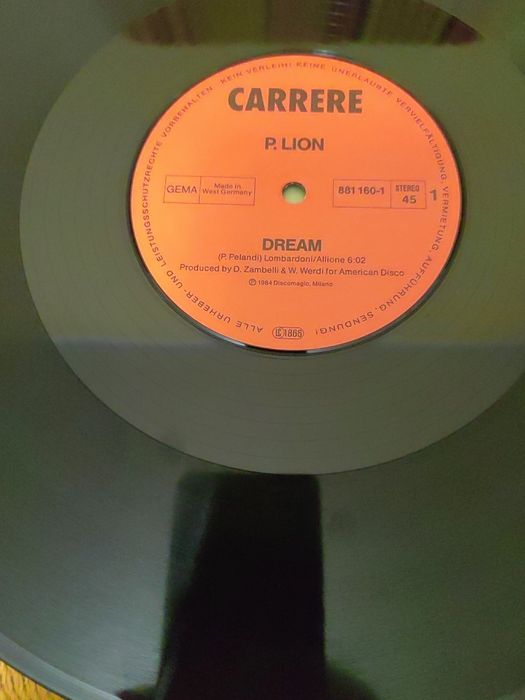 CARRERE
P. LION
GEMA
Made in
West Germany
881 160-1
STEREO
45
1
DREAM
(P. Pelandi) Lombardoni/Allione 6:02
Produced by D. Zambelli & W. Werdi for American Disco
℗ 1984 Discomagic, Milano
LC 1865
ALLE URHEBER- UND LEISTUNGSSCHUTZRECHTE VORBEHALTEN. KEIN VERLEIH! KEINE UNERLAUBTE VERVIELFÄLTIGUNG, VERMIETUNG, AUFFÜHRUNG, SENDUNG!